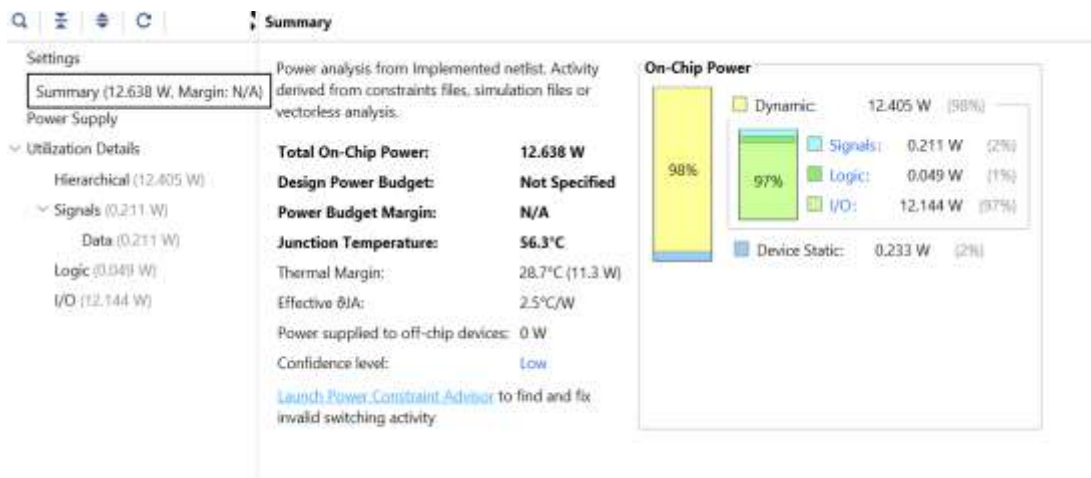 Summary
Settings
Summary (12.638 W, Margin: N/A)
Power Supply
Utilization Details
Hierarchical (12.405 W)
Signals (0.211 W)
Data (0.211 W)
Logic (0.049 W)
I/O (12.144 W)
Power analysis from Implemented netlist. Activity
derived from constraints files, simulation files or
vectorless analysis.
Total On-Chip Power: 12.638 W
Design Power Budget: Not Specified
Power Budget Margin: N/A
Junction Temperature: 56.3°C
Thermal Margin: 28.7°C (11.3 W)
Effective θJA: 2.5°C/W
Power supplied to off-chip devices: 0 W
Confidence level: Low
Launch Power Constraint Advisor to find and fix
invalid switching activity
On-Chip Power
Dynamic: 12.405 W (98%)
Signals: 0.211 W (2%)
98%
97%
Logic: 0.049 W (1%)
I/O: 12.144 W (97%)
Device Static: 0.233 W (2%)